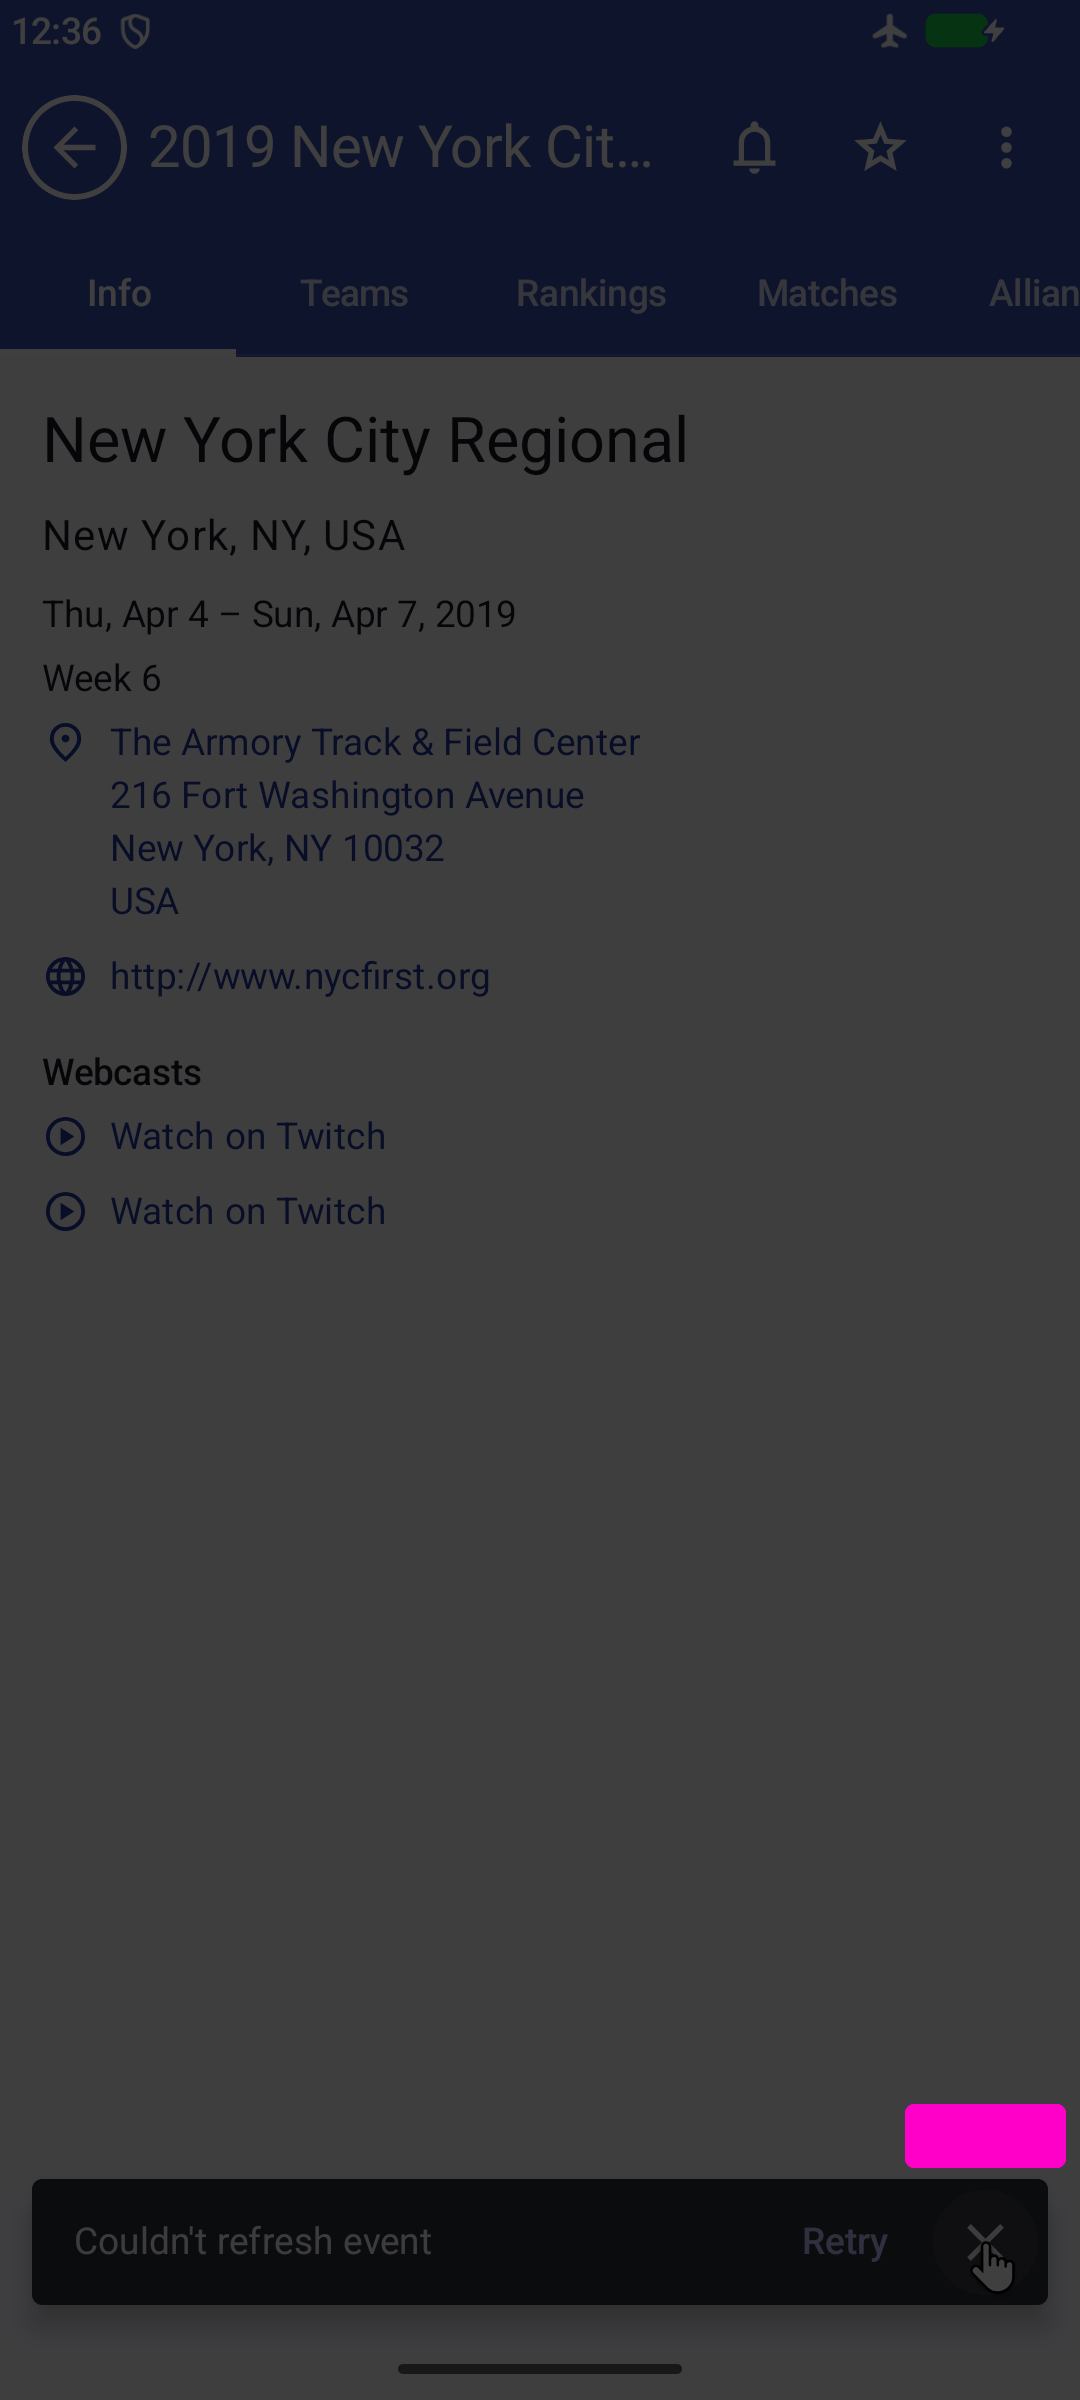 12:36
2019 New York Cit...
Info
Teams
Rankings
Matches
Allian
New York City Regional
New York, NY, USA
Thu, Apr 4 – Sun, Apr 7, 2019
Week 6
The Armory Track & Field Center
216 Fort Washington Avenue
New York, NY 10032
USA
http://www.nycfirst.org
Webcasts
Watch on Twitch
Watch on Twitch
Couldn't refresh event
Retry